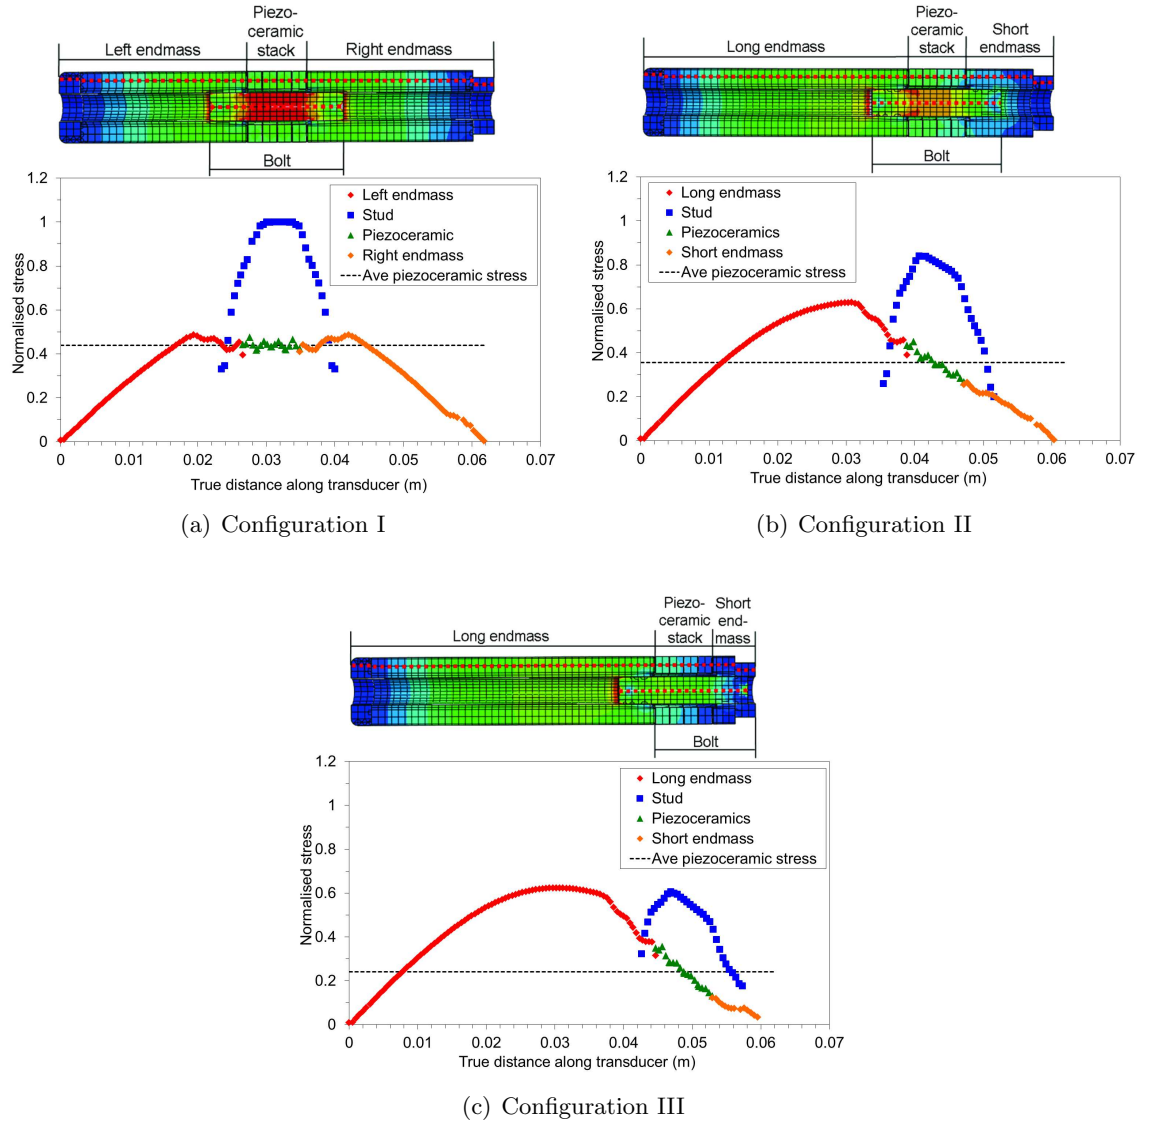 Piezo-
ceramic
stack
Left endmass
Right endmass
Bolt
1.2
1
0.8
0.6
0.4
0.2
0
Normalised stress
Left endmass
Stud
Piezoceramic
Right endmass
Ave piezoceramic stress
0 0.01 0.02 0.03 0.04 0.05 0.06 0.07
True distance along transducer (m)
(a) Configuration I
Piezo-
ceramic
stack
Long endmass
Short
endmass
Bolt
1.2
1
0.8
0.6
0.4
0.2
0
Normalised stress
Long endmass
Stud
Piezoceramics
Short endmass
Ave piezoceramic stress
0 0.01 0.02 0.03 0.04 0.05 0.06 0.07
True distance along transducer (m)
(b) Configuration II
Piezo-
ceramic
stack
Long endmass
Short
end-
mass
Bolt
1.2
1
0.8
0.6
0.4
0.2
0
Normalised stress
Long endmass
Stud
Piezoceramics
Short endmass
Ave piezoceramic stress
0 0.01 0.02 0.03 0.04 0.05 0.06 0.07
True distance along transducer (m)
(c) Configuration III